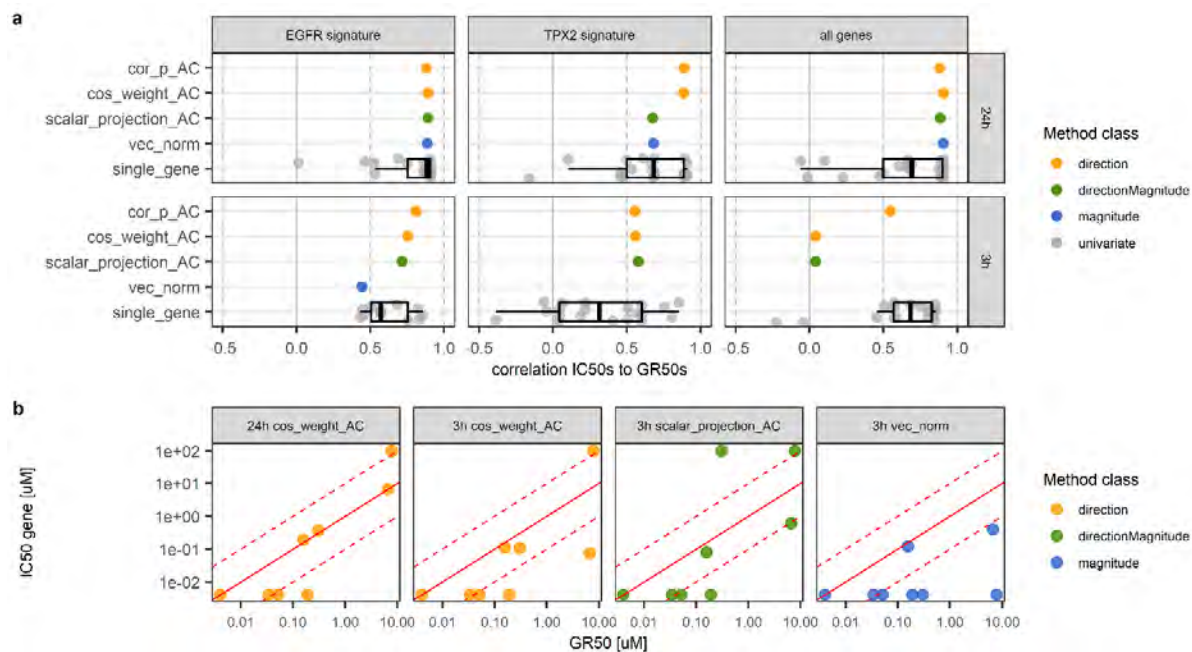 a
EGFR signature
TPX2 signature
all genes
cor_p_AC
cos_weight_AC
scalar_projection_AC
vec_norm
single_gene
24h
cor_p_AC
cos_weight_AC
scalar_projection_AC
vec_norm
single_gene
3h
-0.5 0.0 0.5 1.0
-0.5 0.0 0.5 1.0
-0.5 0.0 0.5 1.0
correlation IC50s to GR50s
Method class
direction
directionMagnitude
magnitude
univariate
b
24h cos_weight_AC
3h cos_weight_AC
3h scalar_projection_AC
3h vec_norm
IC50 gene [uM]
1e+02
1e+01
1e+00
1e-01
1e-02
0.01 0.10 1.00 10.00
0.01 0.10 1.00 10.00
0.01 0.10 1.00 10.00
0.01 0.10 1.00 10.00
GR50 [uM]
Method class
direction
directionMagnitude
magnitude